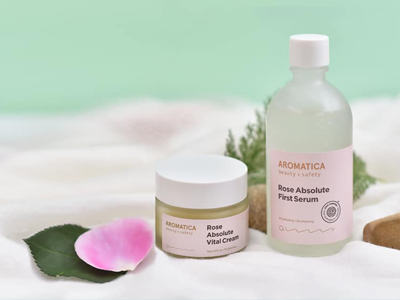 AROMATICA
beauty + safety
Rose
Absolute
Vital Cream
AROMATICA
beauty + safety
Rose Absolute
First Serum